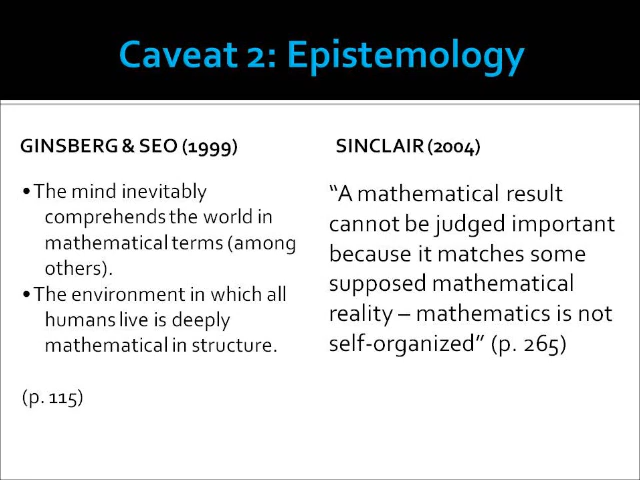 Caveat 2: Epistemology
GINSBERG & SEO (1999)
• The mind inevitably
comprehends the world in
mathematical terms (among
others).
• The environment in which all
humans live is deeply
mathematical in structure.
(p. 115)
SINCLAIR (2004)
“A mathematical result
cannot be judged important
because it matches some
supposed mathematical
reality – mathematics is not
self-organized” (p. 265)